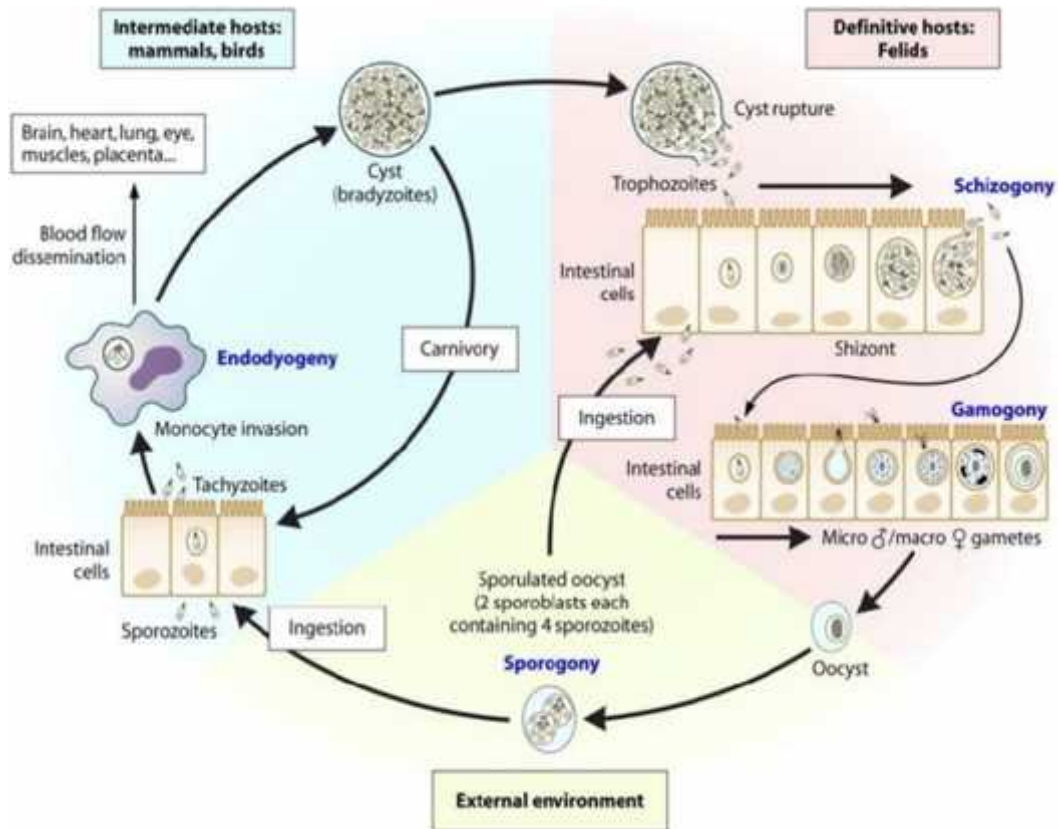 Intermediate hosts:
mammals, birds
Definitive hosts:
Felids
Brain, heart, lung, eye,
muscles, placenta...
Cyst
(bradyzoites)
Cyst rupture
Trophozoites
Schizogony
Blood flow
dissemination
Intestinal
cells
Shizont
Endodyogeny
Carnivory
Monocyte invasion
Ingestion
Gamogony
Intestinal
cells
Tachyzoites
Micro ♂/macro ♀ gametes
Intestinal
cells
Sporozoites
Ingestion
Sporulated oocyst
(2 sporoblasts each
containing 4 sporozoites)
Sporogony
Oocyst
External environment